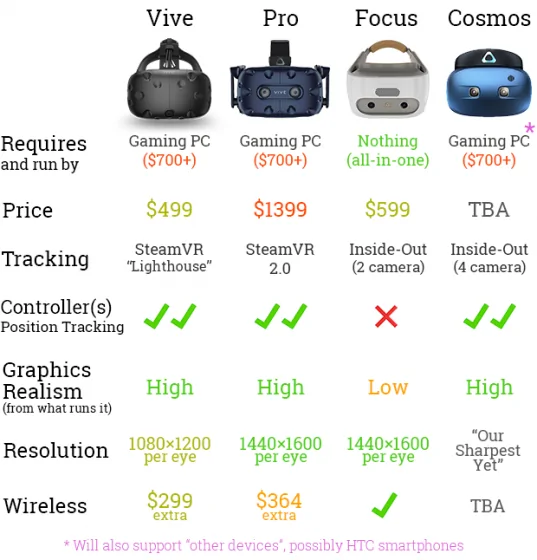 Vive Pro Focus Cosmos
VIVE
Requires and run by Gaming PC ($700+) Gaming PC ($700+) Nothing (all-in-one) Gaming PC* ($700+)
Price $499 $1399 $599 TBA
Tracking SteamVR "Lighthouse" SteamVR 2.0 Inside-Out (2 camera) Inside-Out (4 camera)
Controller(s)
Position Tracking
Graphics
Realism
(from what runs it) High High Low High
Resolution 1080×1200 per eye 1440×1600 per eye 1440×1600 per eye “Our Sharpest Yet”
Wireless $299 extra $364 extra TBA
* Will also support “other devices”, possibly HTC smartphones